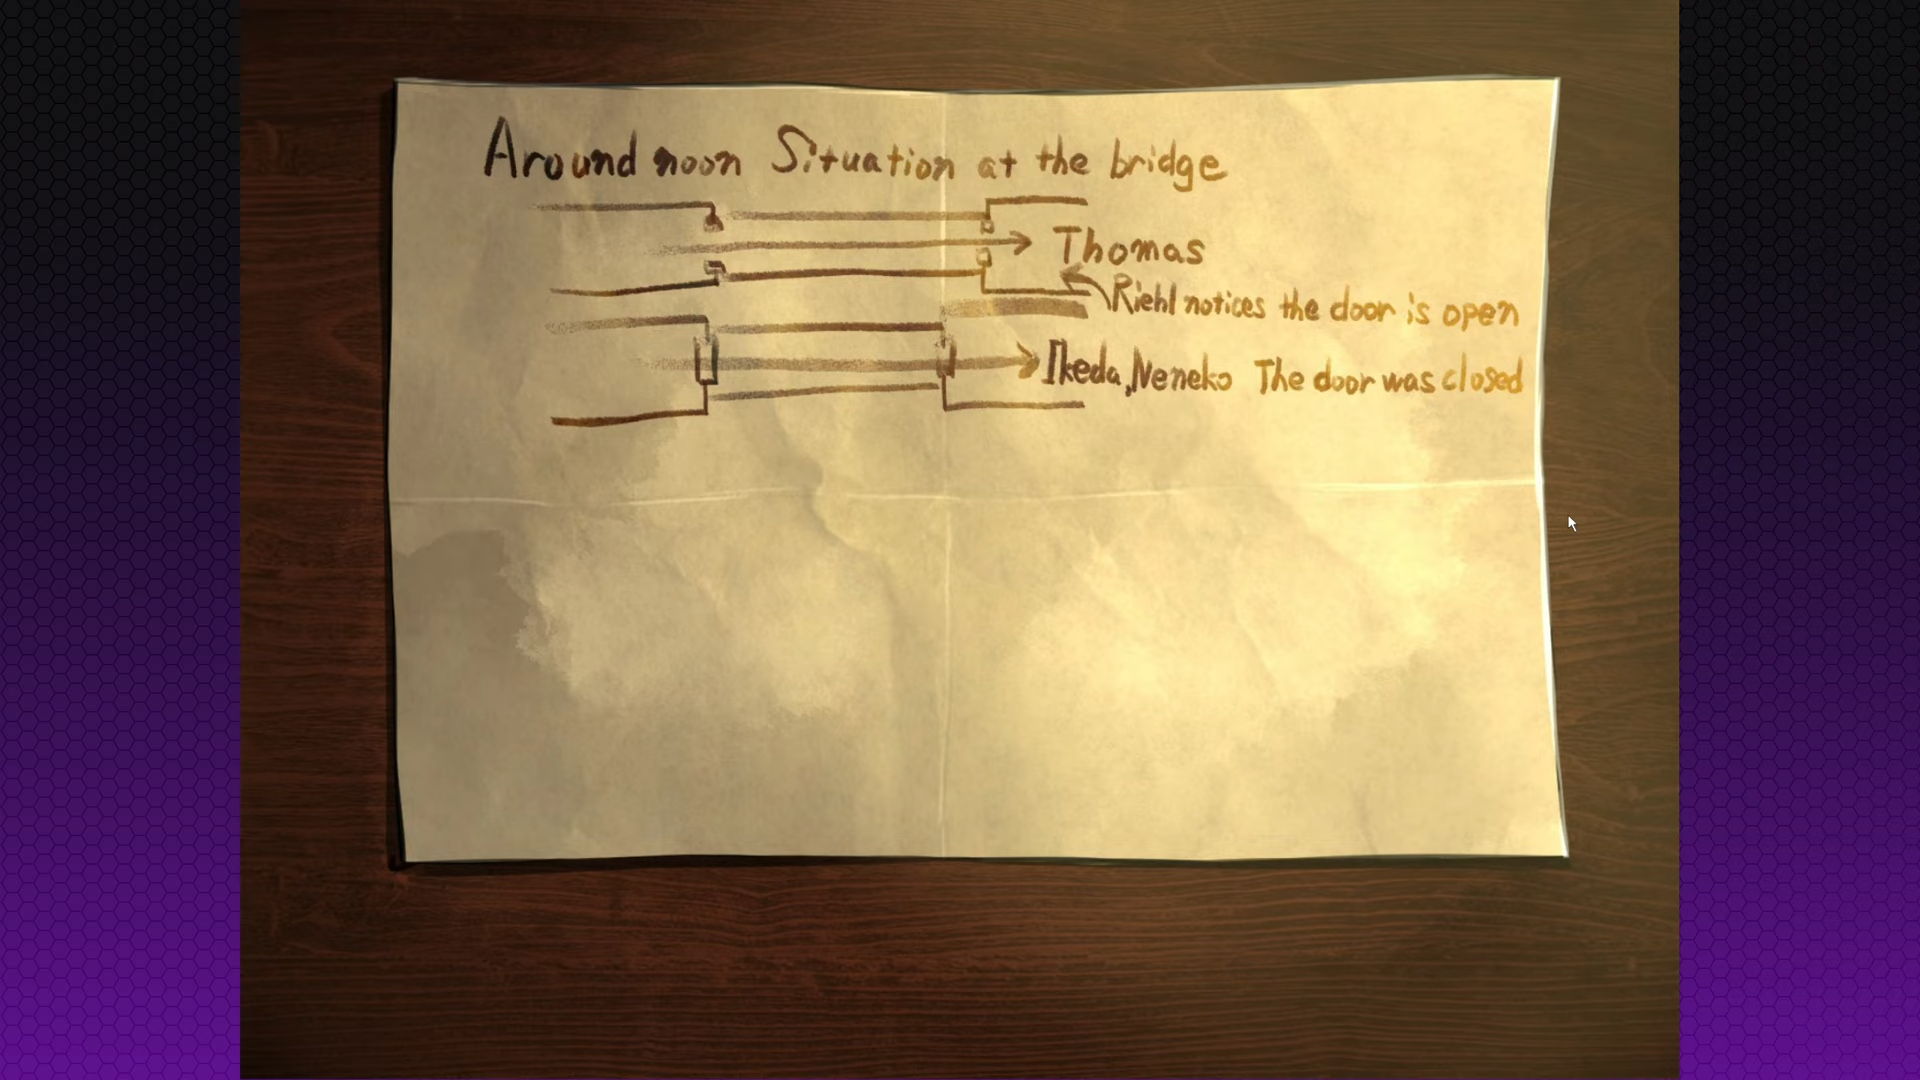 Around noon Situation at the bridge
Thomas
Riehl notices the door is open
Ikeda, Neneko The door was closed